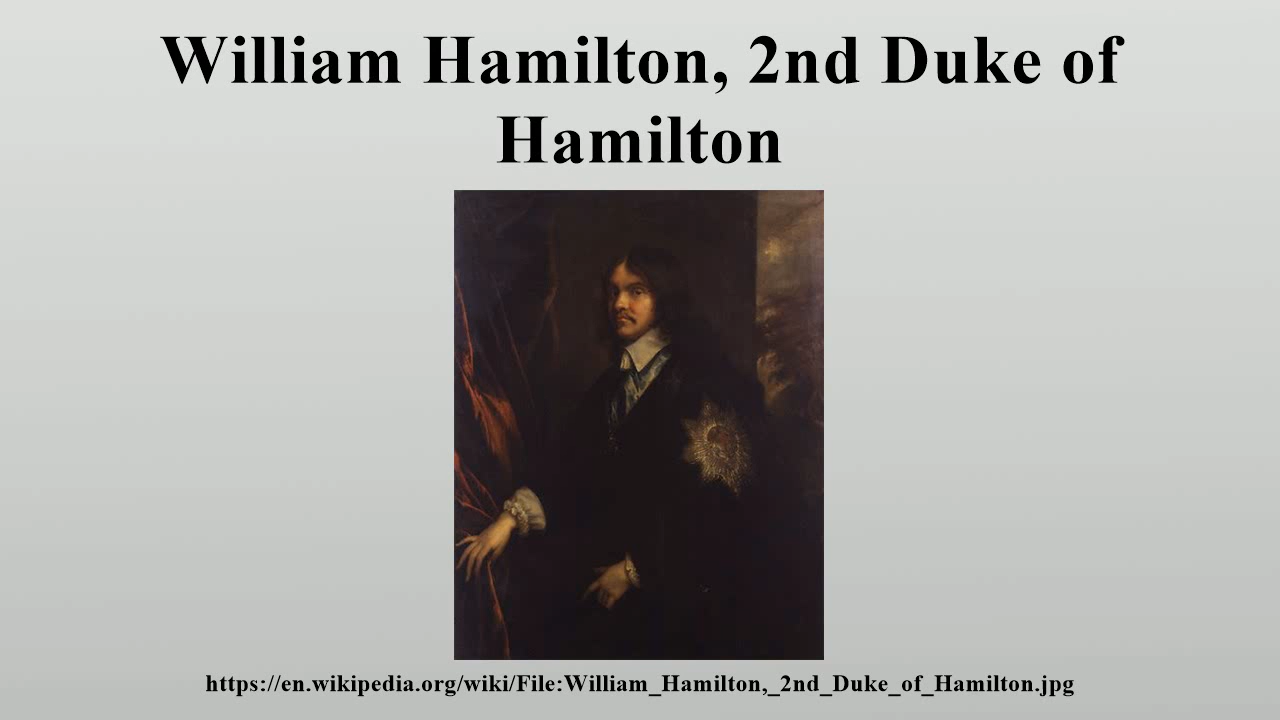 William Hamilton, 2nd Duke of
Hamilton
https://en.wikipedia.org/wiki/File:William_Hamilton,_2nd_Duke_of_Hamilton.jpg